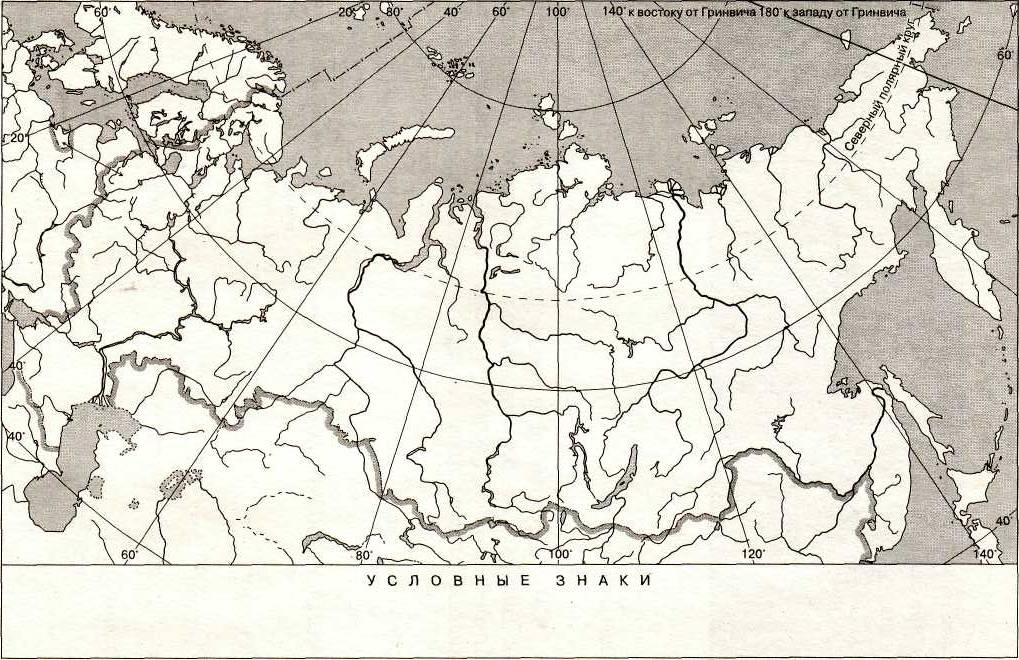 60° 20° 80° 40° 60° 100° 140° к востоку от Гринвича 180° к западу от Гринвича
60°
Северный полярный круг
20°
40°
40°
40°
60° 80° 100° 120° 140°
УСЛОВНЫЕ ЗНАКИ